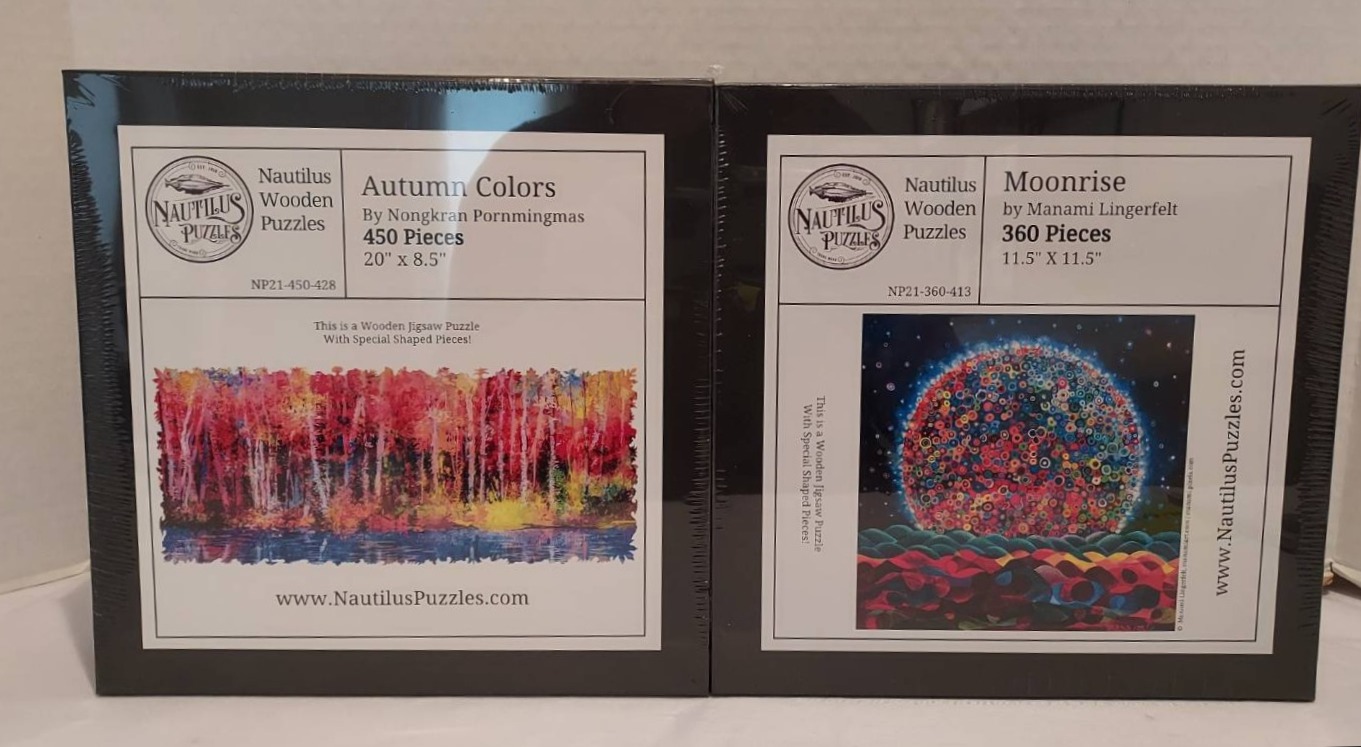 NAUTILUS
PUZZLES
Nautilus
Wooden
Puzzles
NP21-450-428
Autumn Colors
By Nongkran Pornmingmas
450 Pieces
20" x 8.5"
This is a Wooden Jigsaw Puzzle
With Special Shaped Pieces!
www.NautilusPuzzles.com
NAUTILUS
PUZZLES
Nautilus
Wooden
Puzzles
NP21-360-413
Moonrise
by Manami Lingerfelt
360 Pieces
11.5" X 11.5"
This is a Wooden Jigsaw Puzzle
With Special Shaped Pieces!
www.NautilusPuzzles.com